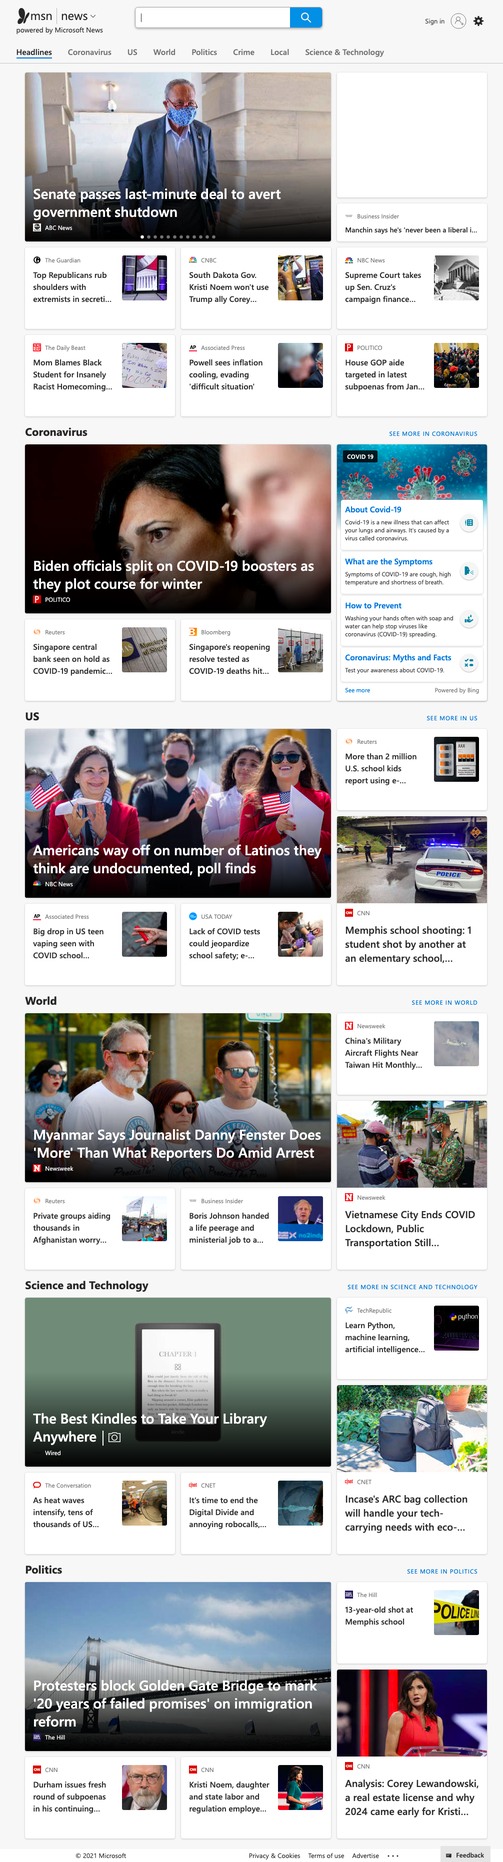 msn | news
powered by Microsoft News
Sign in
Headlines Coronavirus US World Politics Crime Local Science & Technology
Senate passes last-minute deal to avert
government shutdown
ABC News
Business Insider
Manchin says he's 'never been a liberal i...
The Guardian
Top Republicans rub
shoulders with
extremists in secreti...
CNBC
South Dakota Gov.
Kristi Noem won't use
Trump ally Corey...
NBC News
Supreme Court takes
up Sen. Cruz's
campaign finance...
The Daily Beast
Mom Blames Black
Student for Insanely
Racist Homecoming...
AP Associated Press
Powell sees inflation
cooling, evading
'difficult situation'
POLITICO
House GOP aide
targeted in latest
subpoenas from Jan...
Coronavirus
SEE MORE IN CORONAVIRUS
Biden officials split on COVID-19 boosters as
they plot course for winter
POLITICO
COVID 19
About Covid-19
Covid-19 is a new illness that can affect
your lungs and airways. It's caused by a
virus called coronavirus.
What are the Symptoms
Symptoms of COVID-19 are cough, high
temperature and shortness of breath.
How to Prevent
Washing your hands often with soap and
water can help stop viruses like
coronavirus (COVID-19) spreading.
Coronavirus: Myths and Facts
Test your awareness about COVID-19.
See more Powered by Bing
Reuters
Singapore central
bank seen on hold as
COVID-19 pandemic...
Bloomberg
Singapore's reopening
resolve tested as
COVID-19 deaths hit...
US
SEE MORE IN US
Americans way off on number of Latinos they
think are undocumented, poll finds
NBC News
Reuters
More than 2 million
U.S. school kids
report using e-...
POLICE
CNN
Memphis school shooting: 1
student shot by another at
an elementary school,...
AP Associated Press
Big drop in US teen
vaping seen with
COVID school...
USA TODAY
Lack of COVID tests
could jeopardize
school safety; e-...
World
SEE MORE IN WORLD
Myanmar Says Journalist Danny Fenster Does
'More' Than What Reporters Do Amid Arrest
Newsweek
Newsweek
China's Military
Aircraft Flights Near
Taiwan Hit Monthly...
Newsweek
Vietnamese City Ends COVID
Lockdown, Public
Transportation Still...
Reuters
Private groups aiding
thousands in
Afghanistan worry...
Business Insider
Boris Johnson handed
a life peerage and
ministerial job to a...
Science and Technology
SEE MORE IN SCIENCE AND TECHNOLOGY
CHAPTER 1
The Best Kindles to Take Your Library
Anywhere |
Wired
TechRepublic
Learn Python,
machine learning,
artificial intelligence...
python
CNET
Incase's ARC bag collection
will handle your tech-
carrying needs with eco-...
The Conversation
As heat waves
intensify, tens of
thousands of US...
CNET
It's time to end the
Digital Divide and
annoying robocalls,...
Politics
SEE MORE IN POLITICS
Protesters block Golden Gate Bridge to mark
'20 years of failed promises' on immigration
reform
The Hill
The Hill
13-year-old shot at
Memphis school
POLICE LIN
CNN
Analysis: Corey Lewandowski,
a real estate license and why
2024 came early for Kristi...
CNN
Durham issues fresh
round of subpoenas
in his continuing...
CNN
Kristi Noem, daughter
and state labor and
regulation employe...
© 2021 Microsoft Privacy & Cookies Terms of use Advertise ••• Feedback